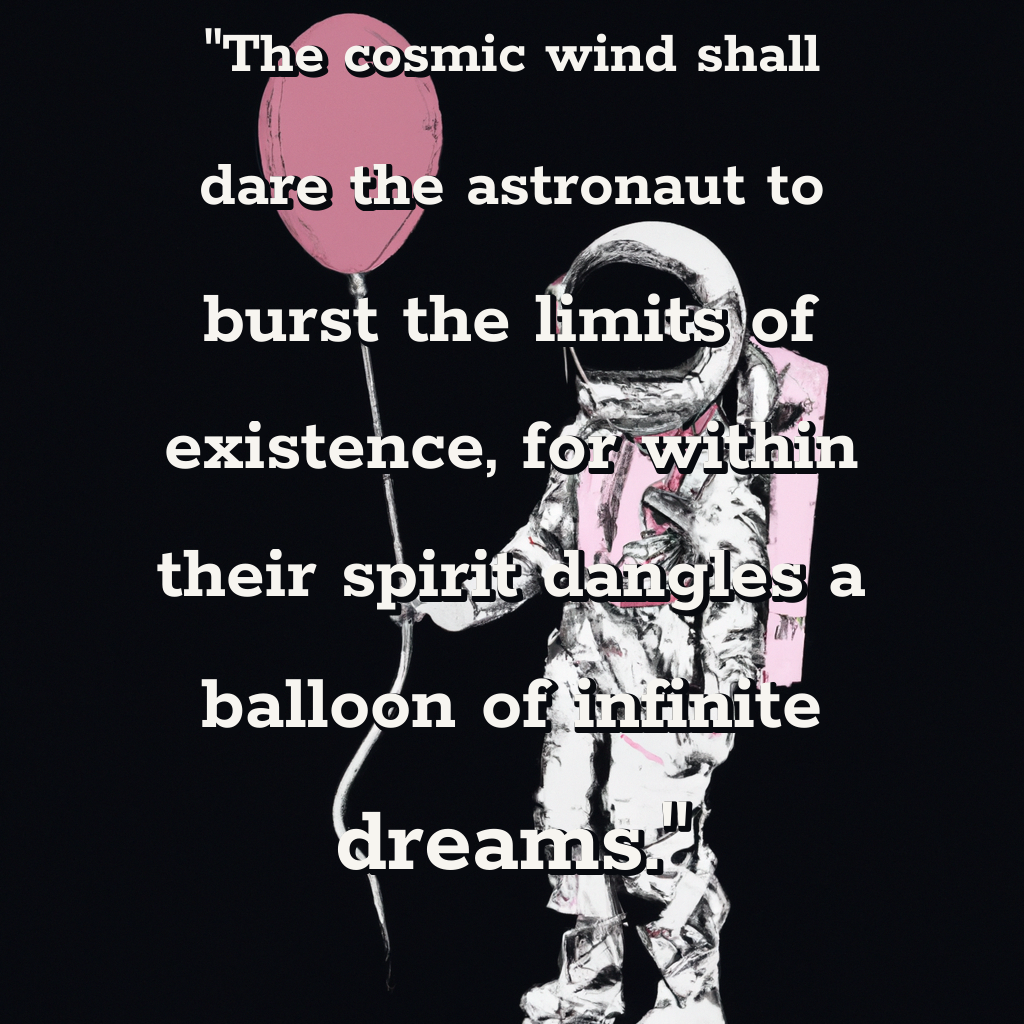 "The cosmic wind shall
dare the astronaut to
burst the limits of
existence, for within
their spirit dangles a
balloon of infinite
dreams."